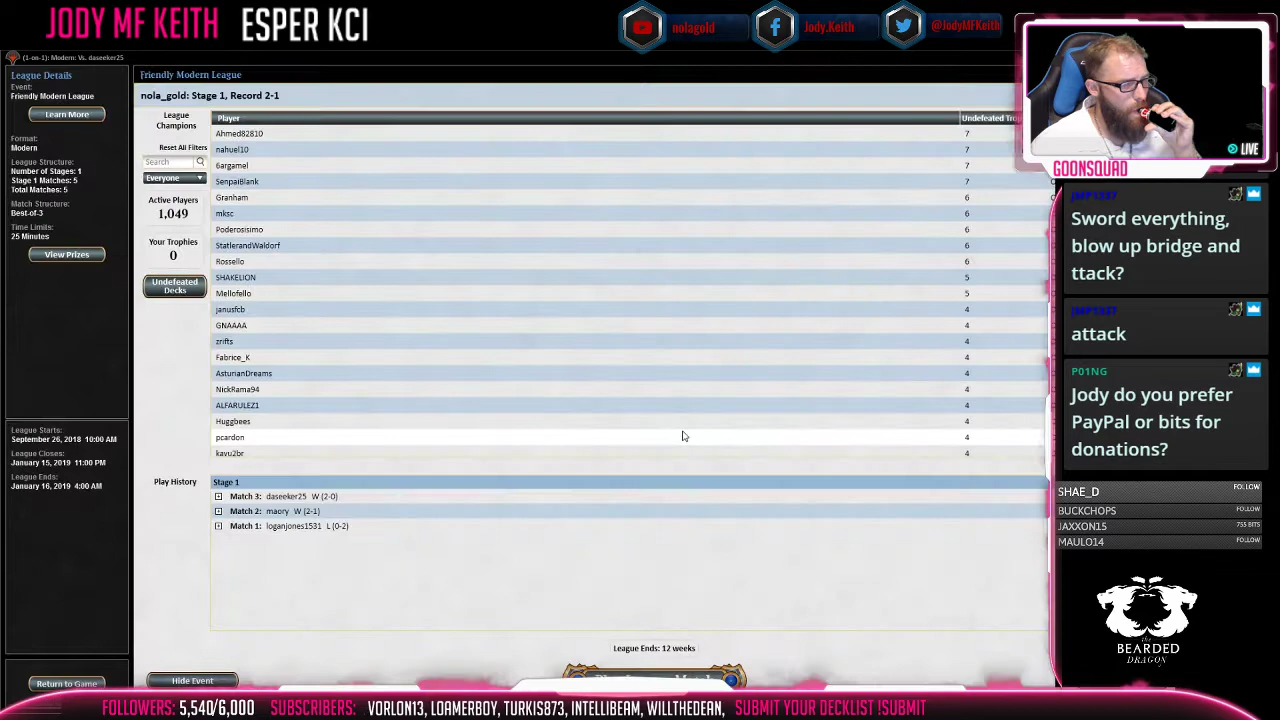 JODY MF KEITH ESPER KCI
nolagold
Jody.Keith
@JodyMFKeith
(1-on-1): Modern: Vs. daseeker25
League Details
Event:
Friendly Modern League
Learn More
Format:
Modern
League Structure:
Number of Stages: 1
Stage 1 Matches: 5
Total Matches: 5
Match Structure:
Best-of-3
Time Limits:
25 Minutes
View Prizes
League Starts:
September 26, 2018 10:00 AM
League Closes:
January 15, 2019 11:00 PM
League Ends:
January 16, 2019 4:00 AM
Return to Game
Friendly Modern League
nola_gold: Stage 1, Record 2-1
League
Champions
Reset All Filters
Search
Everyone
Active Players
1,049
Your Trophies
0
Undefeated
Decks
Player Undefeated
Ahmed82810 7
nahuel10 7
6argamel 7
SenpaiBlank 7
Granham 6
mksc 6
Poderosisimo 6
StatlerandWaldorf 6
Rossello 6
SHAKELION 5
Mellofello 5
janusfcb 4
GNAAAA 4
zrifts 4
Fabrice_K 4
AsturianDreams 4
NickRama94 4
ALFARULEZ1 4
Huggbees 4
pcardon 4
kavu2br 4
Play History
Stage 1
Match 3: daseeker25 W (2-0)
Match 2: maory W (2-1)
Match 1: loganjones1531 L (0-2)
League Ends: 12 weeks
Hide Event
LIVE
GOONSQUAD
Sword everything,
blow up bridge and
ttack?
attack
P01NG
Jody do you prefer
PayPal or bits for
donations?
SHAE_D FOLLOW
BUCKCHOPS FOLLOW
JAXXON15 755 BITS
MAULO14 FOLLOW
the
BEARDED
DRAGON
FOLLOWERS: 5,540/6,000 SUBSCRIBERS: VORLON13, LOAMERBOY, TURKIS873, INTELLIBEAM, WILLTHEDEAN, SUBMIT YOUR DECKLIST !SUBMIT